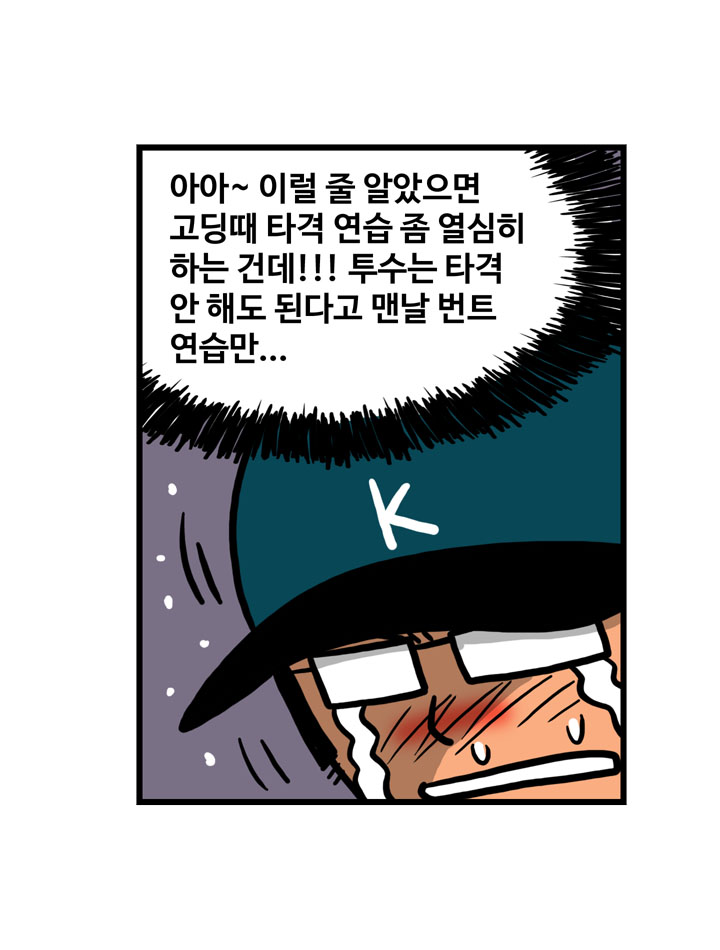 아아~ 이럴 줄 알았으면
고딩때 타격 연습 좀 열심히
하는 건데!!! 투수는 타격
안 해도 된다고 맨날 번트
연습만...
K